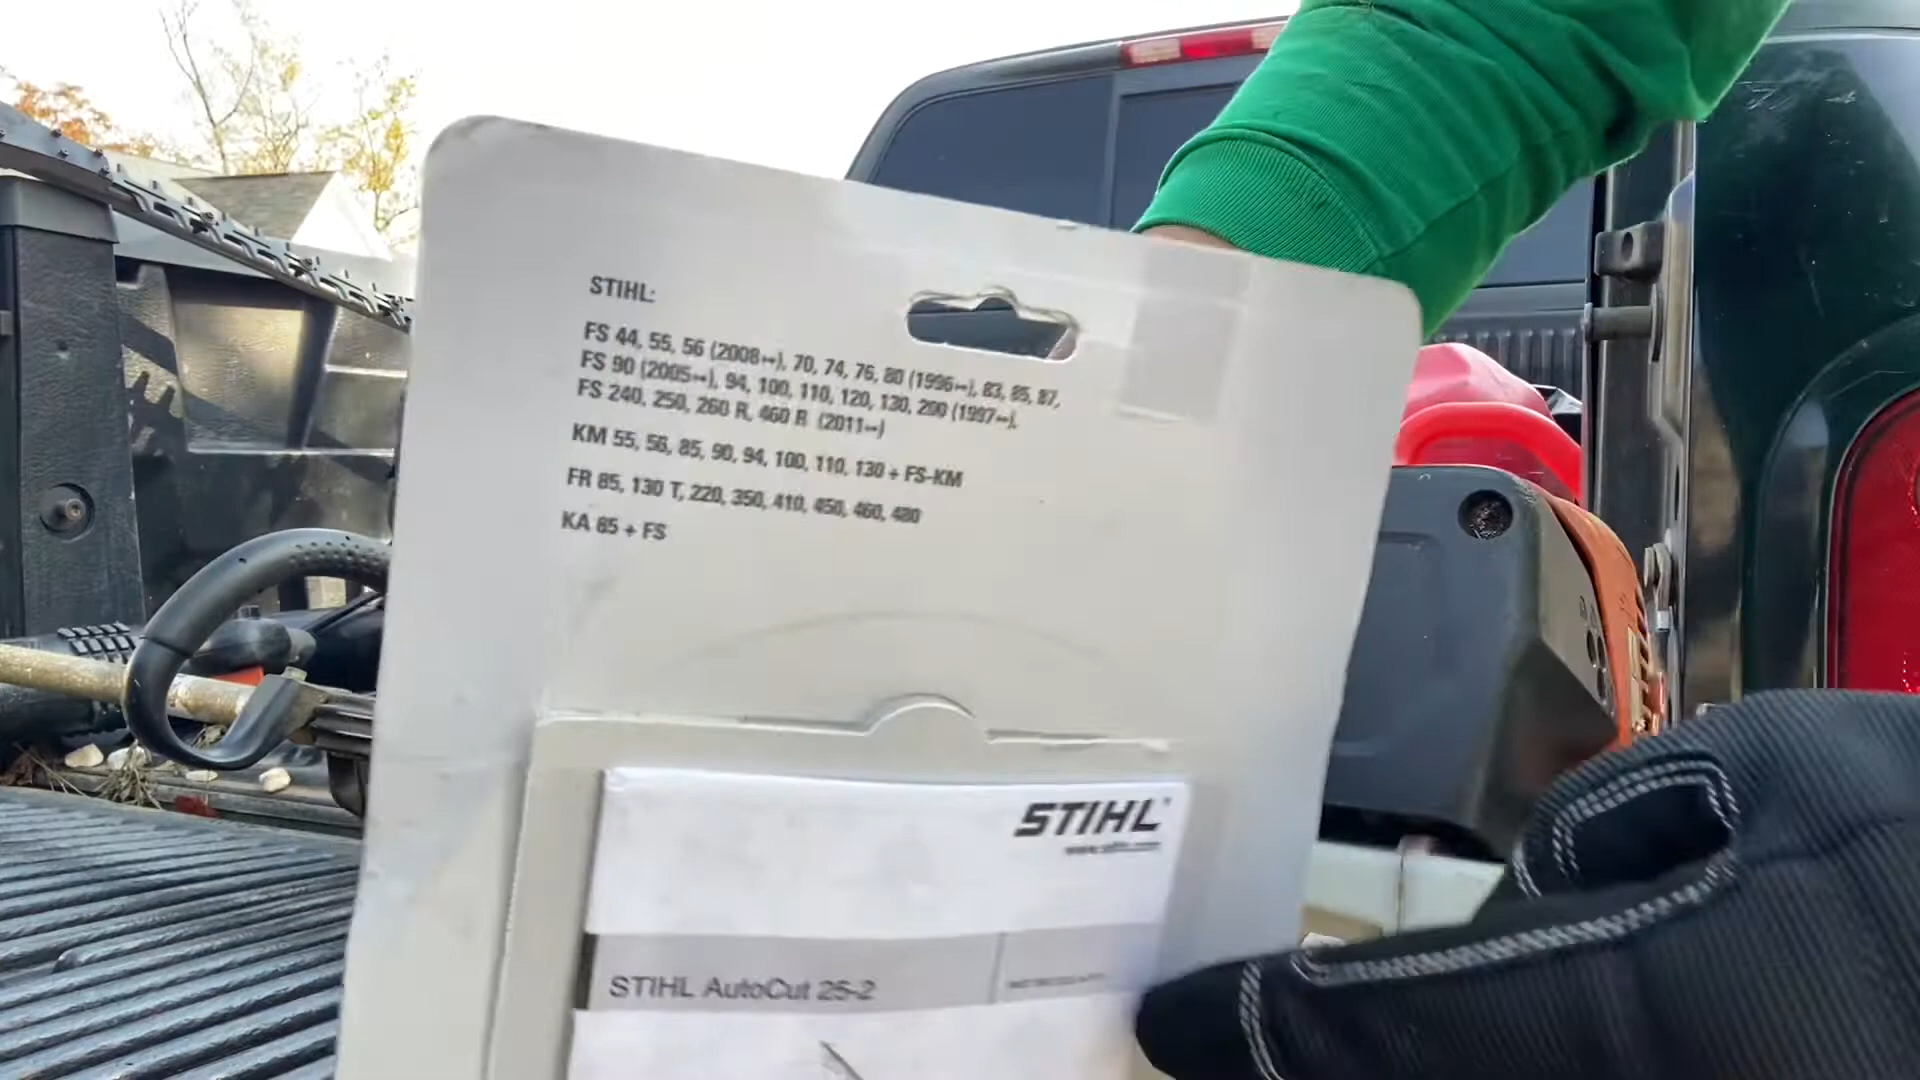 STIHL:
FS 44, 55, 56 (2008↦), 70, 74, 76, 80 (1996↦), 83, 85, 87,
FS 90 (2005↦), 94, 100, 110, 120, 130, 200 (1997↦),
FS 240, 250, 260 R, 460 R (2011↦)
KM 55, 56, 85, 90, 94, 100, 110, 130 + FS-KM
FR 85, 130 T, 220, 350, 410, 450, 460, 480
KA 85 + FS
STIHL®
STIHL AutoCut 25-2